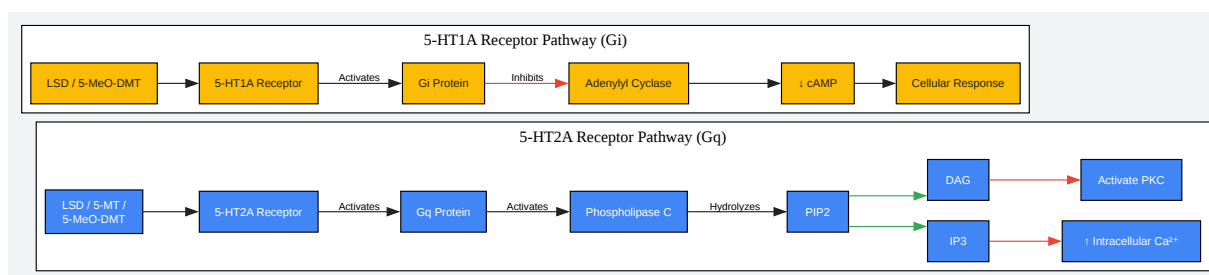 5-HT1A Receptor Pathway (Gi)
LSD / 5-MeO-DMT
5-HT1A Receptor
Activates
Gi Protein
Inhibits
Adenylyl Cyclase
↓ cAMP
Cellular Response
5-HT2A Receptor Pathway (Gq)
LSD / 5-MT /
5-MeO-DMT
5-HT2A Receptor
Activates
Gq Protein
Activates
Phospholipase C
Hydrolyzes
PIP2
DAG
Activate PKC
IP3
↑ Intracellular Ca²⁺